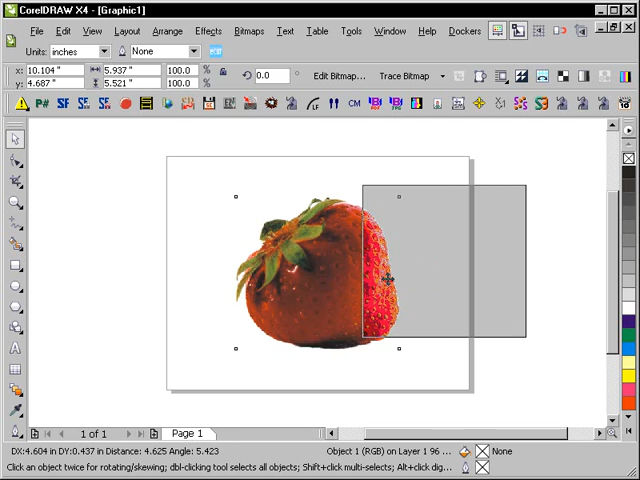 CorelDRAW X4 - [Graphic1]
File Edit View Layout Arrange Effects Bitmaps Text Table Tools Window Help Dockers
Units: inches None
x: 10.104 " 5.937 " 100.0 % 0.0 ° Edit Bitmap... Trace Bitmap
y: 4.687 " 5.521 " 100.0 %
P# SF CM
1 of 1 Page 1
DX:4.604 in DY:0.437 in Distance: 4.625 Angle: 5.423 Object 1 (RGB) on Layer 1 96 ... None
Click an object twice for rotating/skewing; dbl-clicking tool selects all objects; Shift+click multi-selects; Alt+click dig...